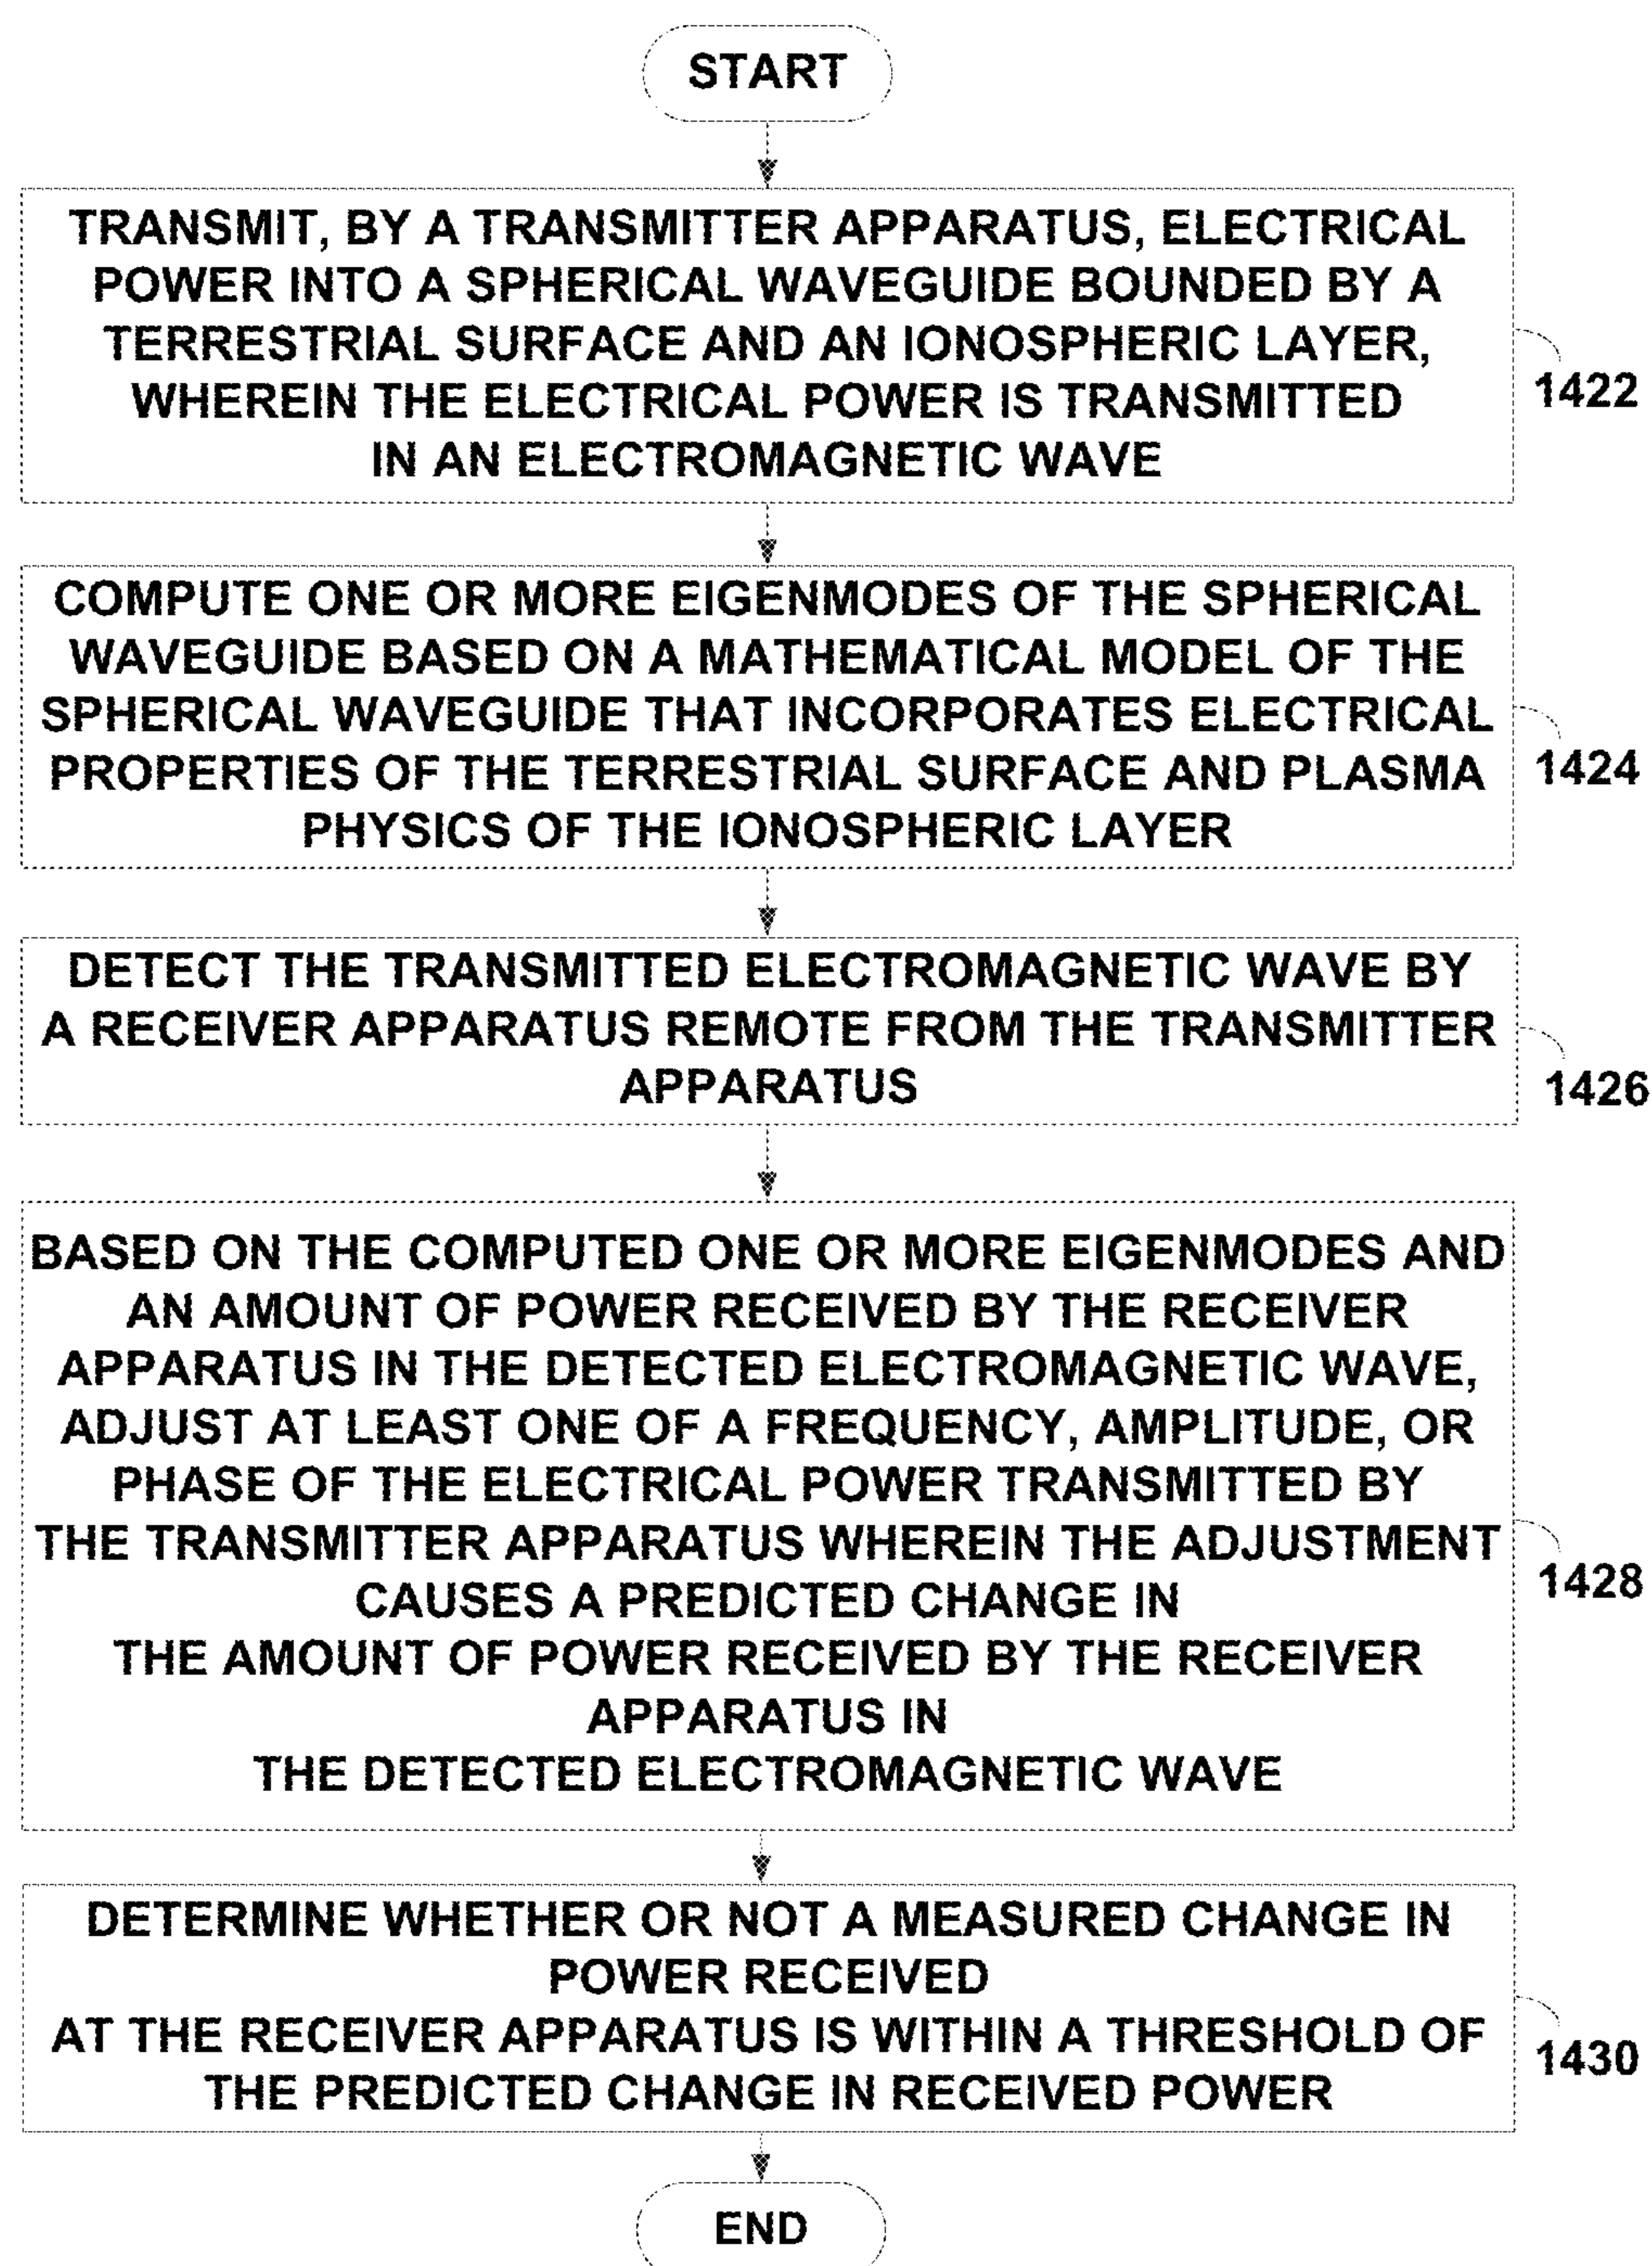 START
TRANSMIT, BY A TRANSMITTER APPARATUS, ELECTRICAL
POWER INTO A SPHERICAL WAVEGUIDE BOUNDED BY A
TERRESTRIAL SURFACE AND AN IONOSPHERIC LAYER,
WHEREIN THE ELECTRICAL POWER IS TRANSMITTED
IN AN ELECTROMAGNETIC WAVE
1422
COMPUTE ONE OR MORE EIGENMODES OF THE SPHERICAL
WAVEGUIDE BASED ON A MATHEMATICAL MODEL OF THE
SPHERICAL WAVEGUIDE THAT INCORPORATES ELECTRICAL
PROPERTIES OF THE TERRESTRIAL SURFACE AND PLASMA
PHYSICS OF THE IONOSPHERIC LAYER
1424
DETECT THE TRANSMITTED ELECTROMAGNETIC WAVE BY
A RECEIVER APPARATUS REMOTE FROM THE TRANSMITTER
APPARATUS
1426
BASED ON THE COMPUTED ONE OR MORE EIGENMODES AND
AN AMOUNT OF POWER RECEIVED BY THE RECEIVER
APPARATUS IN THE DETECTED ELECTROMAGNETIC WAVE,
ADJUST AT LEAST ONE OF A FREQUENCY, AMPLITUDE, OR
PHASE OF THE ELECTRICAL POWER TRANSMITTED BY
THE TRANSMITTER APPARATUS WHEREIN THE ADJUSTMENT
CAUSES A PREDICTED CHANGE IN
THE AMOUNT OF POWER RECEIVED BY THE RECEIVER
APPARATUS IN
THE DETECTED ELECTROMAGNETIC WAVE
1428
DETERMINE WHETHER OR NOT A MEASURED CHANGE IN
POWER RECEIVED
AT THE RECEIVER APPARATUS IS WITHIN A THRESHOLD OF
THE PREDICTED CHANGE IN RECEIVED POWER
1430
END